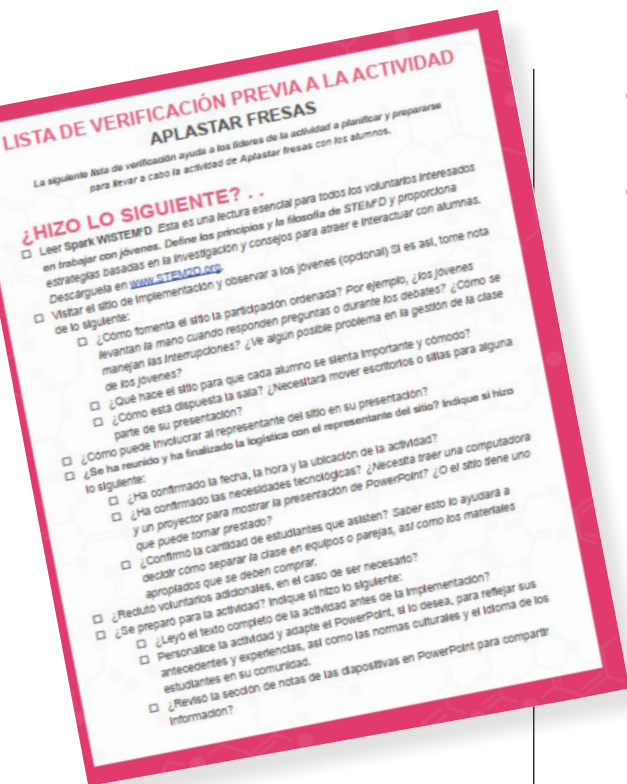 LISTA DE VERIFICACIÓN PREVIA A LA ACTIVIDAD
APLASTAR FRESAS
La siguiente lista de verificación ayuda a los líderes de la actividad a planificar y prepararse
para llevar a cabo la actividad de Aplastar fresas con los alumnos.
¿HIZO LO SIGUIENTE? . .
☐ Leer Spark WISTEM²D Esta es una lectura esencial para todos los voluntarios interesados
en trabajar con jóvenes. Define los principios y la filosofía de STEM²D y proporciona
estrategias basadas en la investigación y consejos para atraer e interactuar con alumnas.
Descárguela en www.STEM2D.org.
☐ Visitar el sitio de implementación y observar a los jóvenes (opcional) Si es así, tome nota
de lo siguiente:
☐ ¿Cómo fomenta el sitio la participación ordenada? Por ejemplo, ¿los jóvenes
levantan la mano cuando responden preguntas o durante los debates? ¿Cómo se
manejan las interrupciones? ¿Ve algún posible problema en la gestión de la clase
de los jóvenes?
☐ ¿Qué hace el sitio para que cada alumno se sienta importante y cómodo?
☐ ¿Cómo está dispuesta la sala? ¿Necesitará mover escritorios o sillas para alguna
parte de su presentación?
☐ ¿Cómo puede involucrar al representante del sitio en su presentación?
☐ ¿Se ha reunido y ha finalizado la logística con el representante del sitio? Indique si hizo
lo siguiente:
☐ ¿Ha confirmado la fecha, la hora y la ubicación de la actividad?
☐ ¿Ha confirmado las necesidades tecnológicas? ¿Necesita traer una computadora
y un proyector para mostrar la presentación de PowerPoint? ¿O el sitio tiene uno
que puede tomar prestado?
☐ ¿Confirmó la cantidad de estudiantes que asisten? Saber esto lo ayudará a
decidir cómo separar la clase en equipos o parejas, así como los materiales
apropiados que se deben comprar.
☐ ¿Reclutó voluntarios adicionales, en el caso de ser necesario?
☐ ¿Se preparó para la actividad? Indique si hizo lo siguiente:
☐ ¿Leyó el texto completo de la actividad antes de la implementación?
☐ Personalice la actividad y adapte el PowerPoint, si lo desea, para reflejar sus
antecedentes y experiencias, así como las normas culturales y el idioma de los
estudiantes en su comunidad.
☐ ¿Revisó la sección de notas de las diapositivas en PowerPoint para compartir
información?